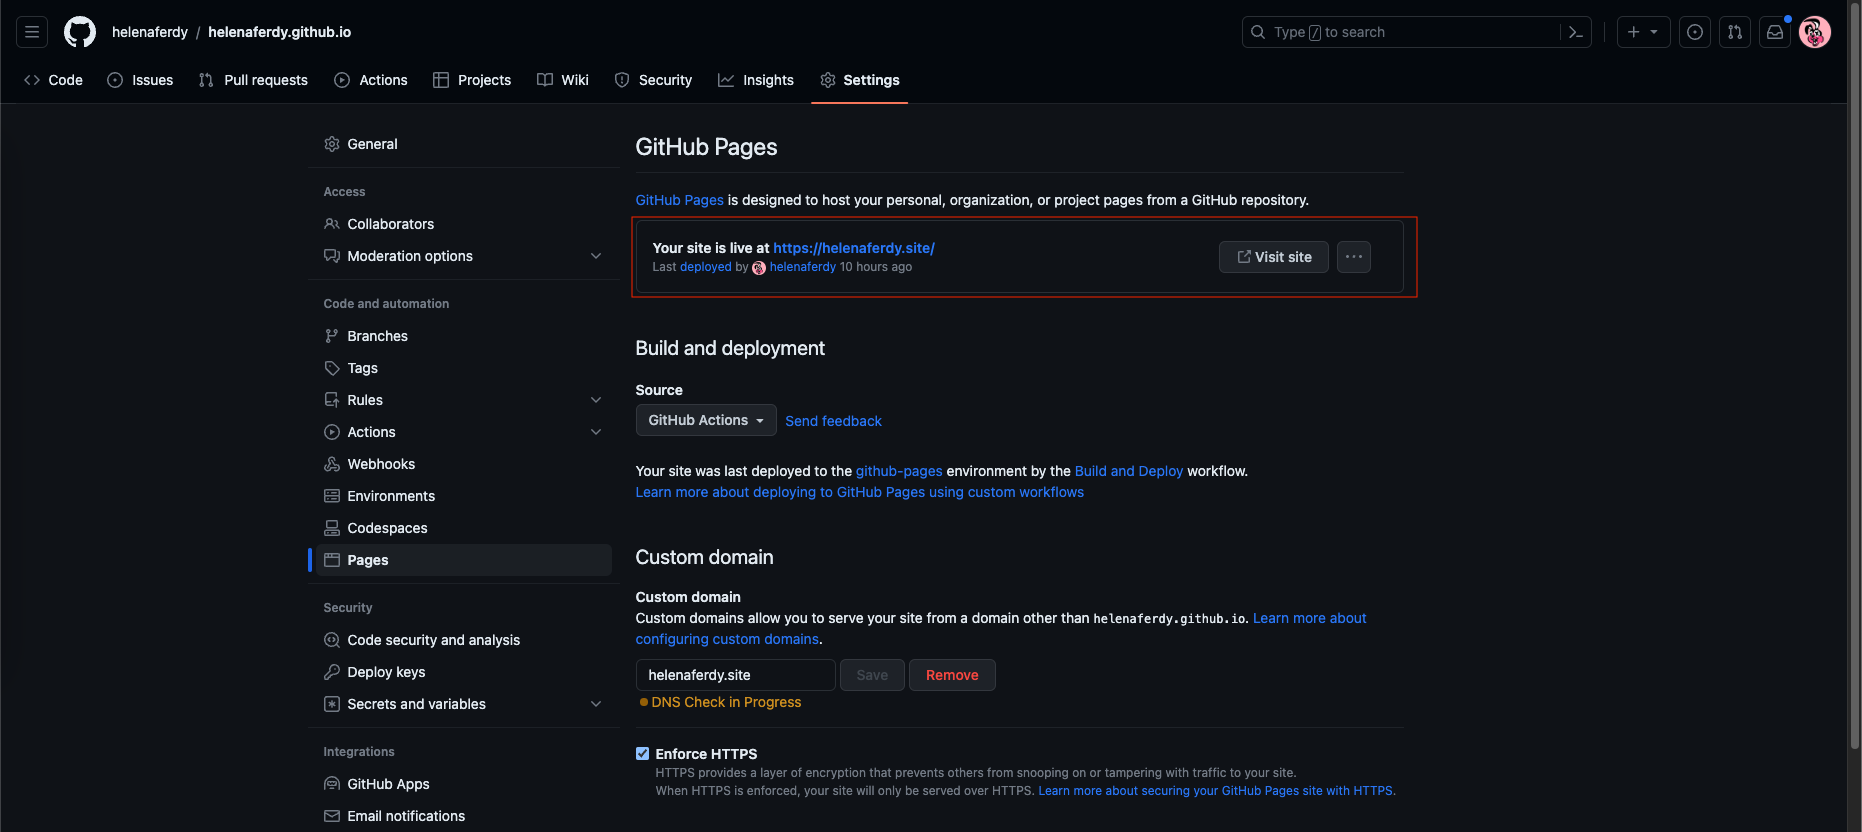 helenaferdy / helenaferdy.github.io
Type / to search
Code Issues Pull requests Actions Projects Wiki Security Insights Settings
General
Access
Collaborators
Moderation options
Code and automation
Branches
Tags
Rules
Actions
Webhooks
Environments
Codespaces
Pages
Security
Code security and analysis
Deploy keys
Secrets and variables
Integrations
GitHub Apps
Email notifications
GitHub Pages
GitHub Pages is designed to host your personal, organization, or project pages from a GitHub repository.
Your site is live at https://helenaferdy.site/
Last deployed by helenaferdy 10 hours ago
Visit site
Build and deployment
Source
GitHub Actions Send feedback
Your site was last deployed to the github-pages environment by the Build and Deploy workflow.
Learn more about deploying to GitHub Pages using custom workflows
Custom domain
Custom domain
Custom domains allow you to serve your site from a domain other than helenaferdy.github.io. Learn more about
configuring custom domains.
helenaferdy.site Save Remove
DNS Check in Progress
Enforce HTTPS
HTTPS provides a layer of encryption that prevents others from snooping on or tampering with traffic to your site.
When HTTPS is enforced, your site will only be served over HTTPS. Learn more about securing your GitHub Pages site with HTTPS.